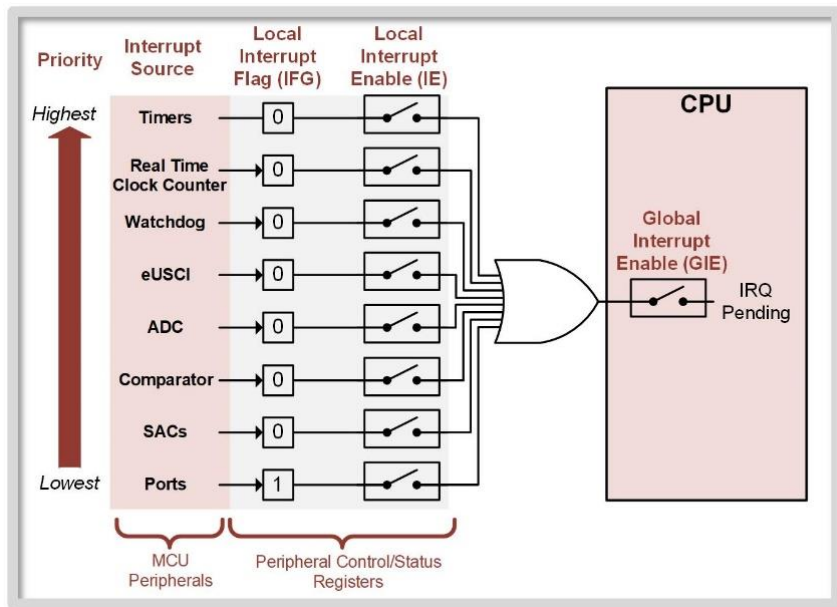 Priority
Interrupt
Source
Local
Interrupt
Flag (IFG)
Local
Interrupt
Enable (IE)
Highest
Timers
0
Real Time
Clock Counter
0
Watchdog
0
eUSCI
0
ADC
0
Comparator
0
SACs
0
Lowest
Ports
1
CPU
Global
Interrupt
Enable (GIE)
IRQ
Pending
MCU
Peripherals
Peripheral Control/Status
Registers